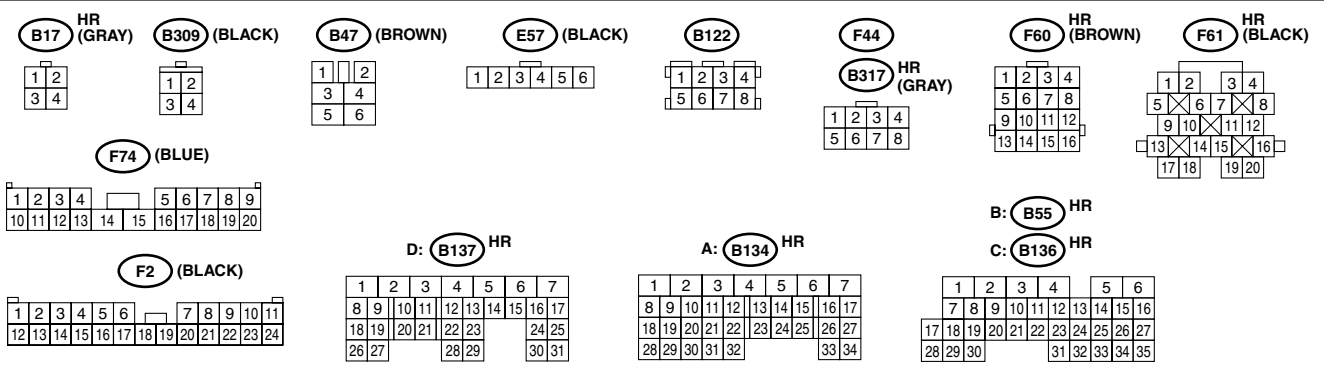 B17 HR (GRAY)
1 2
3 4
B309 (BLACK)
1 2
3 4
B47 (BROWN)
1 2
3 4
5 6
E57 (BLACK)
1 2 3 4 5 6
B122
1 2 3 4
5 6 7 8
F44
B317 HR (GRAY)
1 2 3 4
5 6 7 8
F60 HR (BROWN)
1 2 3 4
5 6 7 8
9 10 11 12
13 14 15 16
F61 HR (BLACK)
1 2 3 4
5 6 7 8
9 10 11 12
13 14 15 16
17 18 19 20
F74 (BLUE)
1 2 3 4 5 6 7 8 9
10 11 12 13 14 15 16 17 18 19 20
F2 (BLACK)
1 2 3 4 5 6 7 8 9 10 11
12 13 14 15 16 17 18 19 20 21 22 23 24
D: B137 HR
1 2 3 4 5 6 7
8 9 10 11 12 13 14 15 16 17
18 19 20 21 22 23 24 25
26 27 28 29 30 31
A: B134 HR
1 2 3 4 5 6 7
8 9 10 11 12 13 14 15 16 17
18 19 20 21 22 23 24 25 26 27
28 29 30 31 32 33 34
B: B55 HR
C: B136 HR
1 2 3 4 5 6
7 8 9 10 11 12 13 14 15 16
17 18 19 20 21 22 23 24 25 26 27
28 29 30 31 32 33 34 35